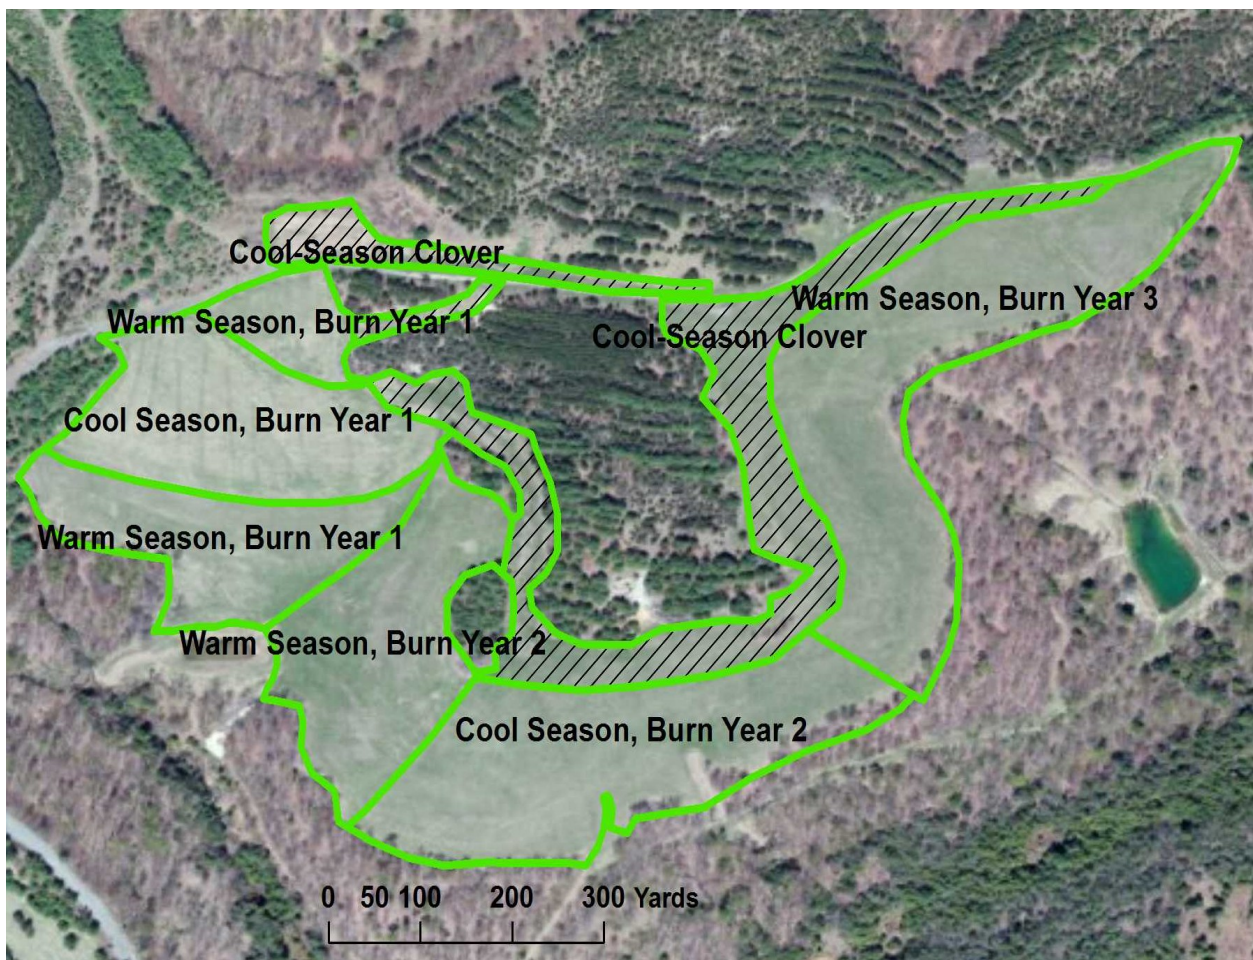 Cool-Season Clover
Warm Season, Burn Year 3
Warm Season, Burn Year 1
Cool-Season Clover
Cool Season, Burn Year 1
Warm Season, Burn Year 1
Warm Season, Burn Year 2
Cool Season, Burn Year 2
0 50 100 200 300 Yards